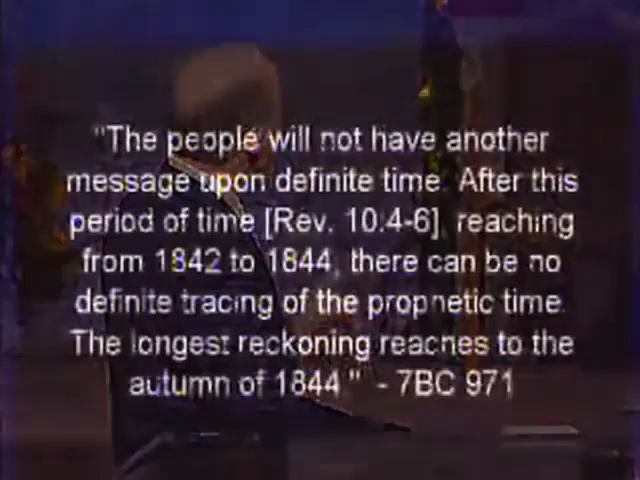 "The people will not have another
message upon definite time. After this
period of time [Rev. 10:4-6], reaching
from 1842 to 1844, there can be no
definite tracing of the prophetic time.
The longest reckoning reaches to the
autumn of 1844." - 7BC 971